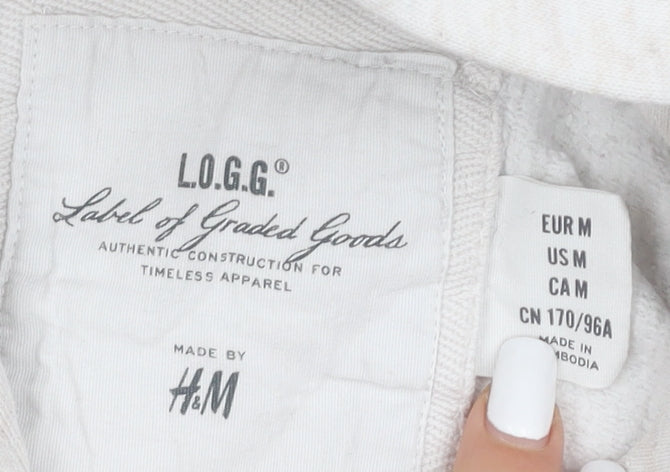 L.O.G.G.®
Label of Graded Goods
AUTHENTIC CONSTRUCTION FOR
TIMELESS APPAREL
MADE BY
H&M
EUR M
US M
CA M
CN 170/96A
MADE IN